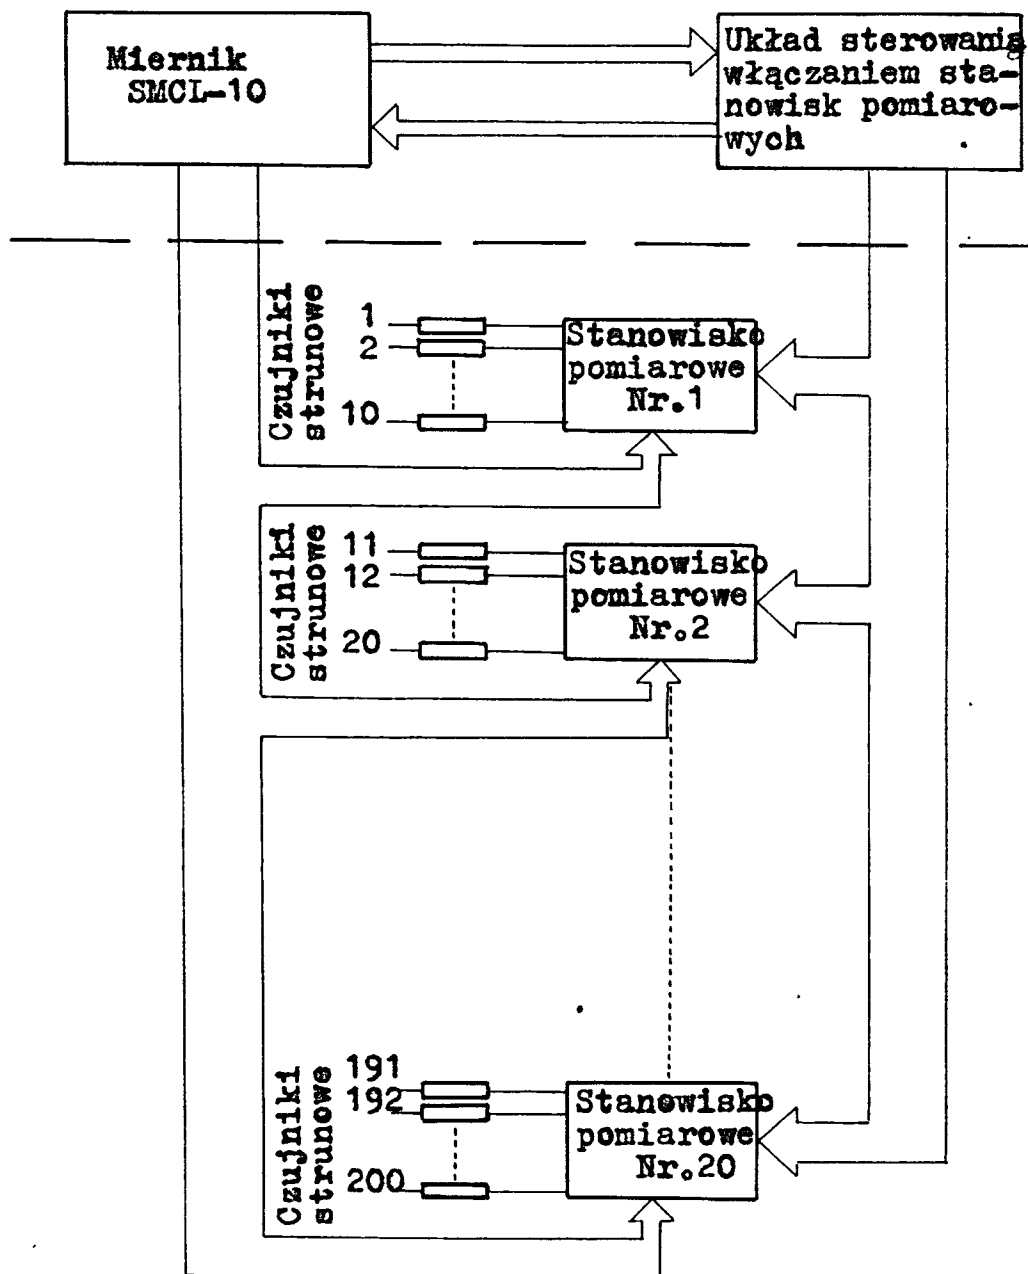 Miernik
SMCL-10
Układ sterowania
włączaniem sta-
nowisk pomiaro-
wych
Czujniki
strunowe
1
2
10
Stanowisko
pomiarowe
Nr.1
Czujniki
strunowe
11
12
20
Stanowisko
pomiarowe
Nr.2
Czujniki
strunowe
191
192
200
Stanowisko
pomiarowe
Nr.20